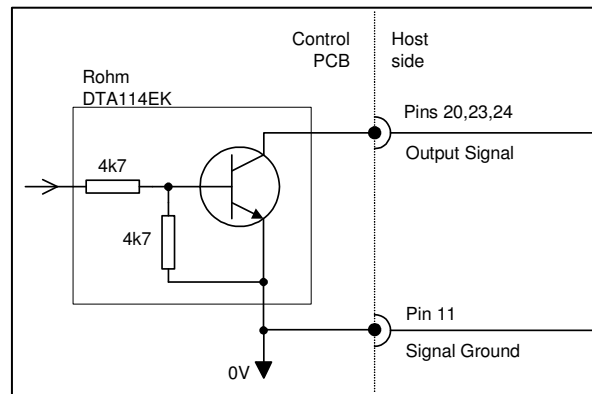 Control
PCB
Host
side
Rohm
DTA114EK
Pins 20,23,24
Output Signal
4k7
4k7
Pin 11
Signal Ground
0V